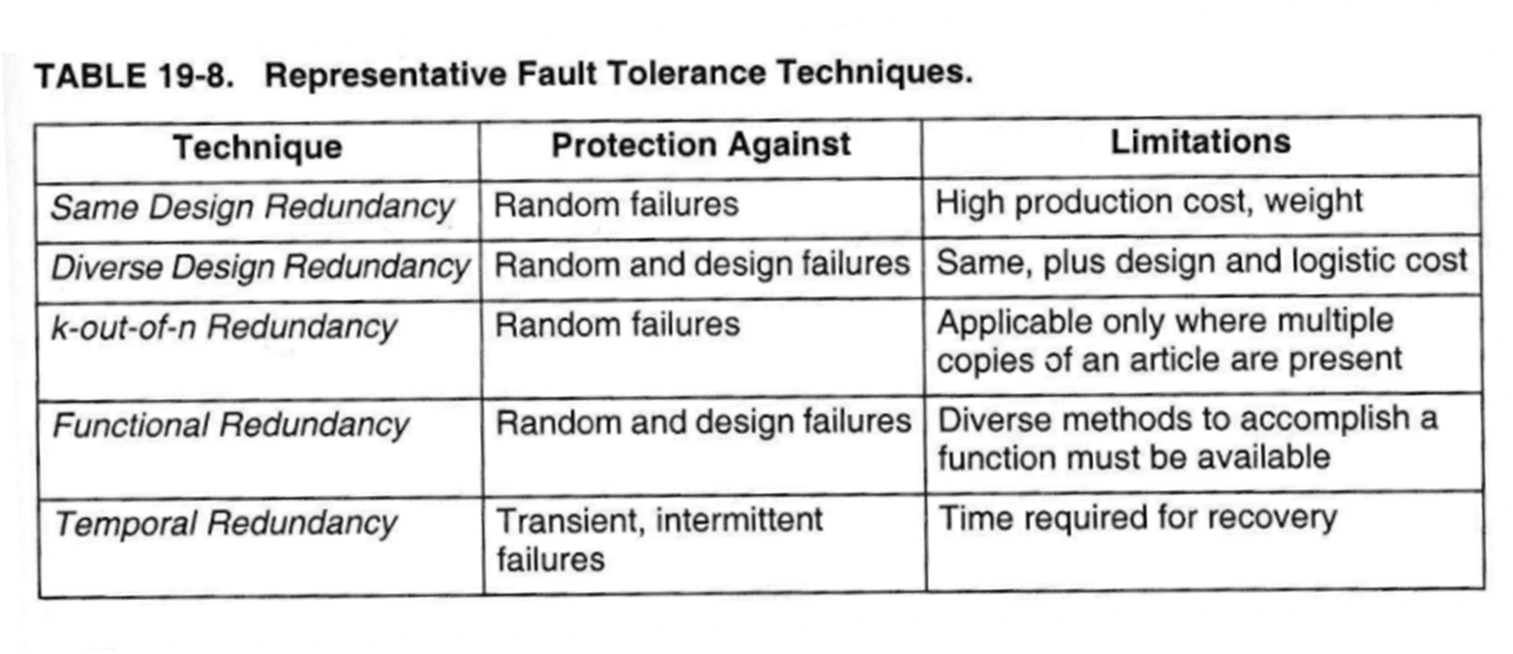 TABLE 19-8. Representative Fault Tolerance Techniques.
Technique Protection Against Limitations
Same Design Redundancy Random failures High production cost, weight
Diverse Design Redundancy Random and design failures Same, plus design and logistic cost
k-out-of-n Redundancy Random failures Applicable only where multiple
copies of an article are present
Functional Redundancy Random and design failures Diverse methods to accomplish a
function must be available
Temporal Redundancy Transient, intermittent Time required for recovery
failures